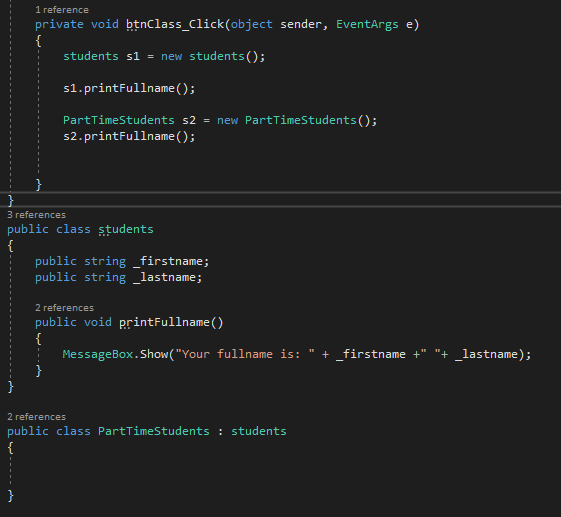 1 reference
private void btnClass_Click(object sender, EventArgs e)
{
students s1 = new students();
s1.printFullname();
PartTimeStudents s2 = new PartTimeStudents();
s2.printFullname();
}
}
3 references
public class students
{
public string _firstname;
public string _lastname;
2 references
public void printFullname()
{
MessageBox.Show("Your fullname is: " + _firstname +" "+ _lastname);
}
}
2 references
public class PartTimeStudents : students
{
}